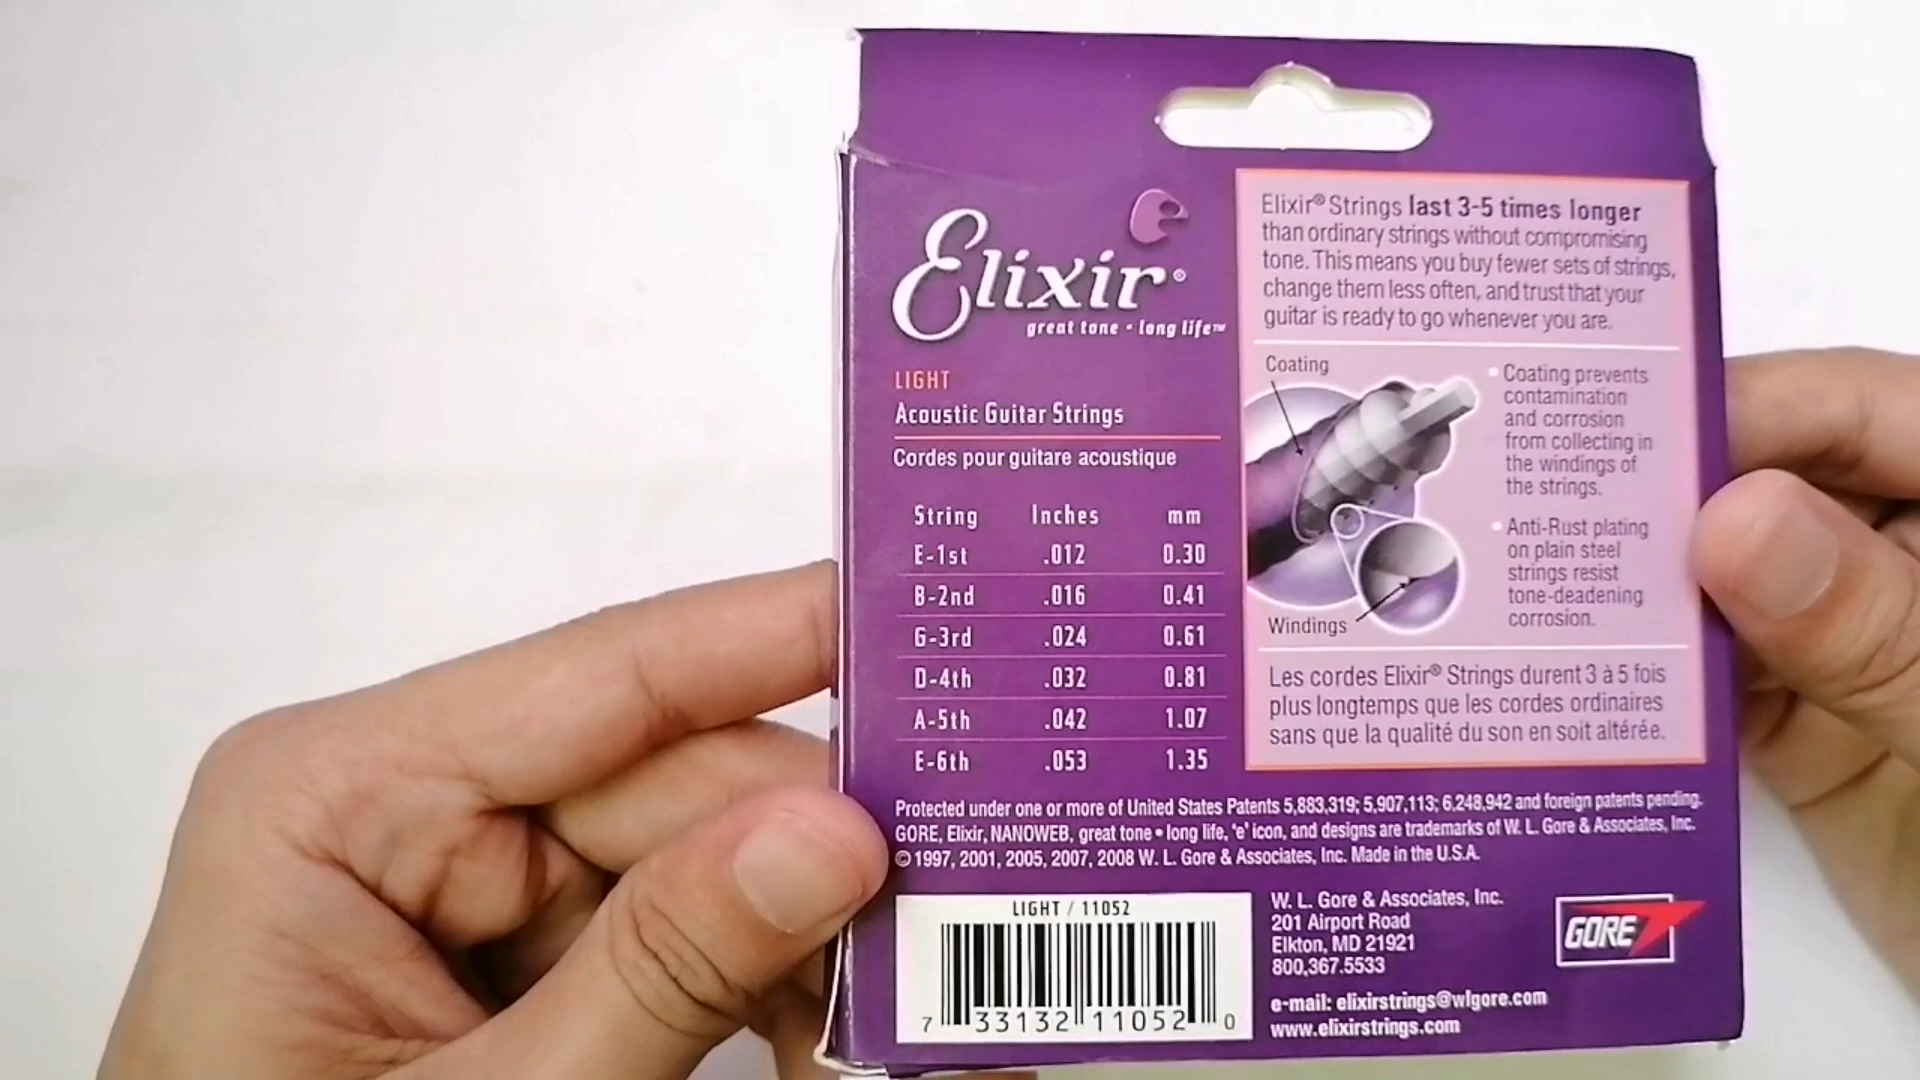 Elixir®
great tone • long life™
LIGHT
Acoustic Guitar Strings
Cordes pour guitare acoustique
String Inches mm
E-1st .012 0.30
B-2nd .016 0.41
G-3rd .024 0.61
D-4th .032 0.81
A-5th .042 1.07
E-6th .053 1.35
Elixir® Strings last 3-5 times longer
than ordinary strings without compromising
tone. This means you buy fewer sets of strings,
change them less often, and trust that your
guitar is ready to go whenever you are.
Coating
Windings
• Coating prevents
contamination
and corrosion
from collecting in
the windings of
the strings.
• Anti-Rust plating
on plain steel
strings resist
tone-deadening
corrosion.
Les cordes Elixir® Strings durent 3 à 5 fois
plus longtemps que les cordes ordinaires
sans que la qualité du son en soit altérée.
Protected under one or more of United States Patents 5,883,319; 5,907,113; 6,248,942 and foreign patents pending.
GORE, Elixir, NANOWEB, great tone • long life, 'e' icon, and designs are trademarks of W. L. Gore & Associates, Inc.
© 1997, 2001, 2005, 2007, 2008 W. L. Gore & Associates, Inc. Made in the U.S.A.
LIGHT / 11052
7 33132 11052 0
W. L. Gore & Associates, Inc.
201 Airport Road
Elkton, MD 21921
800.367.5533
e-mail: elixirstrings@wlgore.com
www.elixirstrings.com
GORE